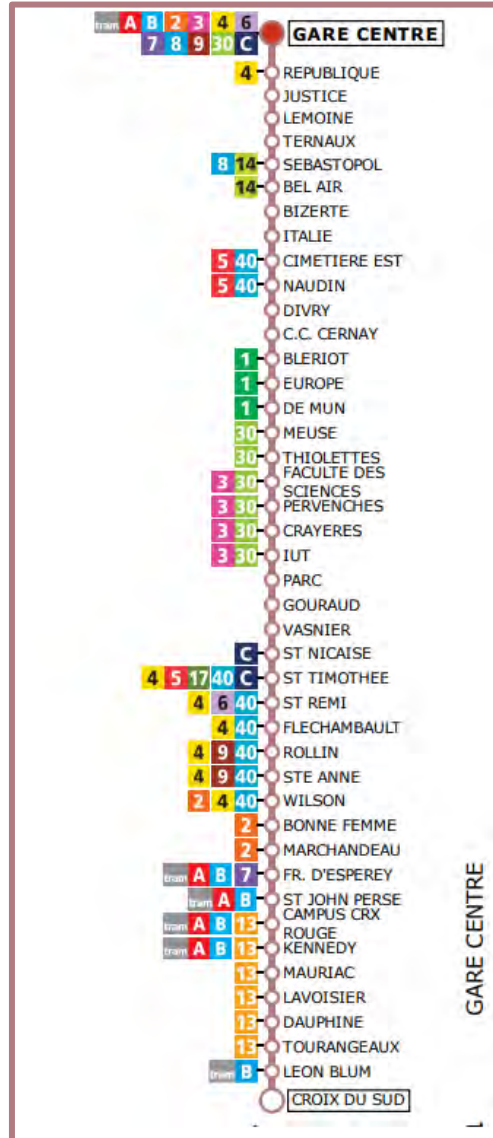 tram A B 2 3 4 6
7 8 9 30 C
GARE CENTRE
4 REPUBLIQUE
JUSTICE
LEMOINE
TERNAUX
8 14 SEBASTOPOL
14 BEL AIR
BIZERTE
ITALIE
5 40 CIMETIERE EST
5 40 NAUDIN
DIVRY
C.C. CERNAY
1 BLERIOT
1 EUROPE
1 DE MUN
30 MEUSE
30 THIOLETTES
3 30 FACULTE DES
SCIENCES
3 30 PERVENCHES
3 30 CRAYERES
3 30 IUT
PARC
GOURAUD
VASNIER
C ST NICAISE
4 5 17 40 C ST TIMOTHEE
4 6 40 ST REMI
4 40 FLECHAMBAULT
4 9 40 ROLLIN
4 9 40 STE ANNE
2 4 40 WILSON
2 BONNE FEMME
2 MARCHANDEAU
tram A B 7 FR. D'ESPEREY
tram A B ST JOHN PERSE
tram A B 13 CAMPUS CRX
ROUGE
tram A B 13 KENNEDY
13 MAURIAC
13 LAVOISIER
13 DAUPHINE
13 TOURANGEAUX
tram B LEON BLUM
CROIX DU SUD
GARE CENTRE